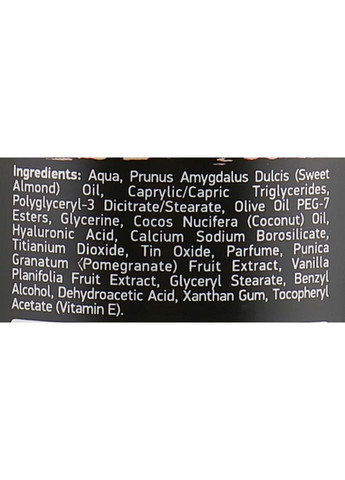 Ingredients: Aqua, Prunus Amygdalus Dulcis (Sweet
Almond) Oil, Caprylic/Capric Triglycerides,
Polyglyceryl-3 Dicitrate/Stearate, Olive Oil PEG-7
Esters, Glycerine, Cocos Nucifera (Coconut) Oil,
Hyaluronic Acid, Calcium Sodium Borosilicate,
Titianium Dioxide, Tin Oxide, Parfume, Punica
Granatum (Pomegranate) Fruit Extract, Vanilla
Planifolia Fruit Extract, Glyceryl Stearate, Benzyl
Alcohol, Dehydroacetic Acid, Xanthan Gum, Tocopheryl
Acetate (Vitamin E).